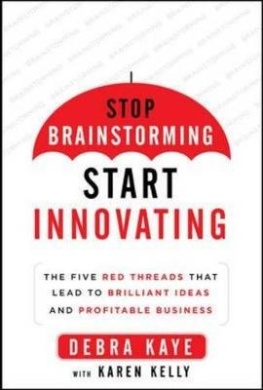 STOP
BRAINSTORMING
START
INNOVATING
THE FIVE RED THREADS THAT
LEAD TO BRILLIANT IDEAS
AND PROFITABLE BUSINESS
DEBRA KAYE
WITH KAREN KELLY